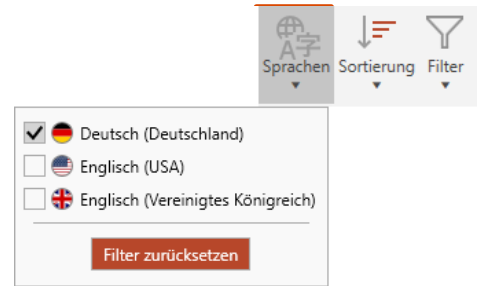 Sprachen Sortierung Filter
Deutsch (Deutschland)
Englisch (USA)
Englisch (Vereinigtes Königreich)
Filter zurücksetzen